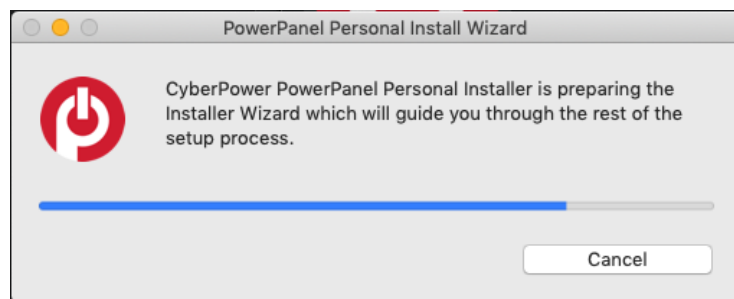 PowerPanel Personal Install Wizard
CyberPower PowerPanel Personal Installer is preparing the
Installer Wizard which will guide you through the rest of the
setup process.
Cancel